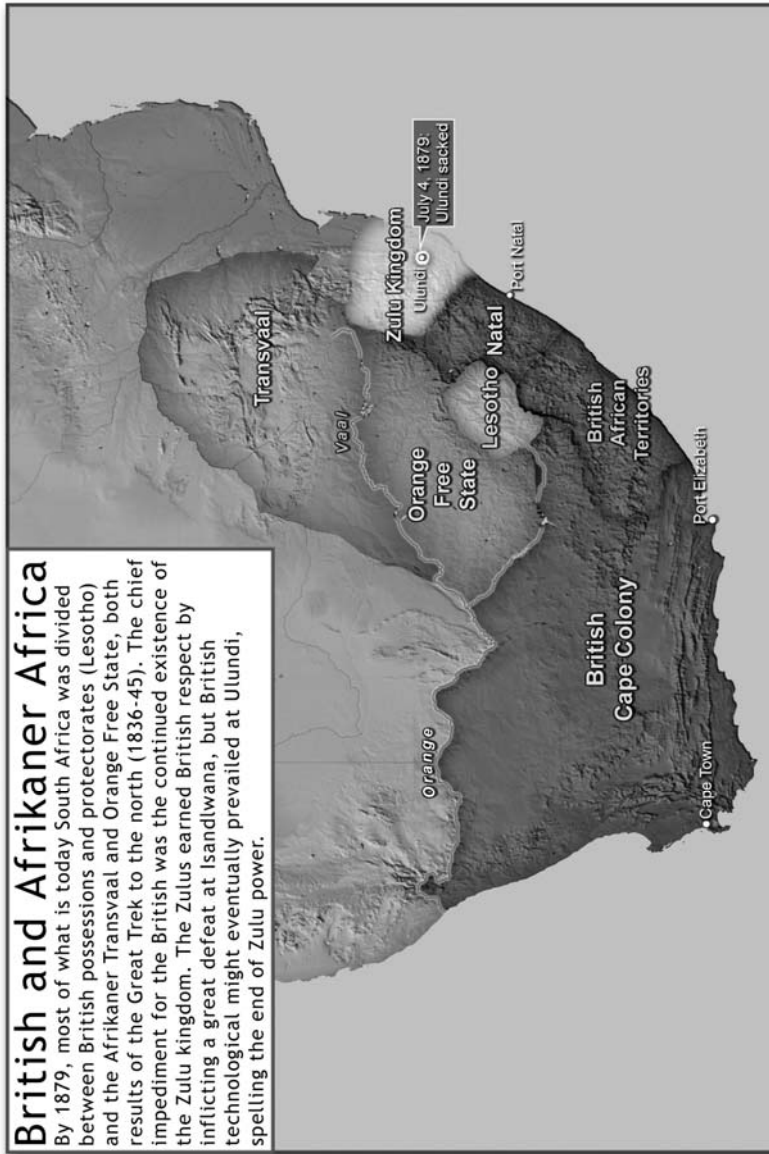 British and Afrikaner Africa
By 1879, most of what is today South Africa was divided
between British possessions and protectorates (Lesotho)
and the Afrikaner Transvaal and Orange Free State, both
results of the Great Trek to the north (1836-45). The chief
impediment for the British was the continued existence of
the Zulu kingdom. The Zulus earned British respect by
inflicting a great defeat at Isandlwana, but British
technological might eventually prevailed at Ulundi,
spelling the end of Zulu power.
Transvaal
Vaal
Zulu Kingdom
Ulundi
July 4, 1879:
Ulundi sacked
Orange
Free
State
Orange
Lesotho
Natal
Port Natal
British
African
Territories
British
Cape Colony
Port Elizabeth
Cape Town